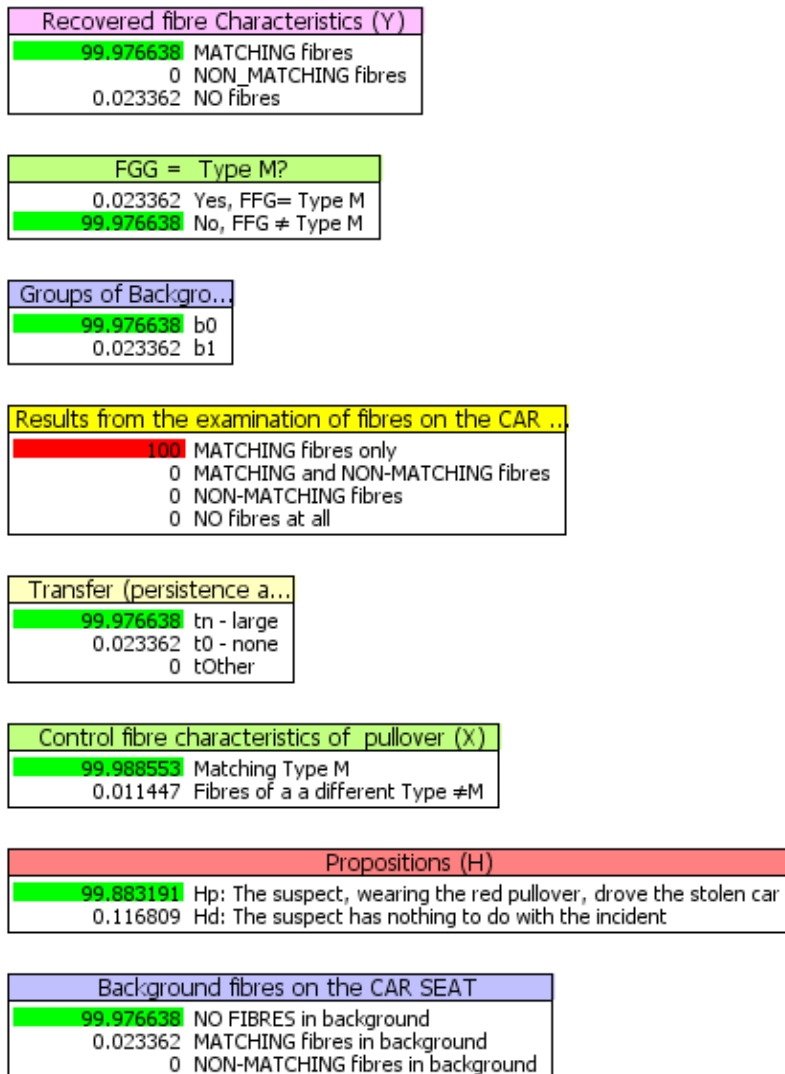 Recovered fibre Characteristics (Y)
99.976638 MATCHING fibres
0 NON_MATCHING fibres
0.023362 NO fibres
FGG = Type M?
0.023362 Yes, FFG= Type M
99.976638 No, FFG ≠ Type M
Groups of Backgro...
99.976638 b0
0.023362 b1
Results from the examination of fibres on the CAR ...
100 MATCHING fibres only
0 MATCHING and NON-MATCHING fibres
0 NON-MATCHING fibres
0 NO fibres at all
Transfer (persistence a...
99.976638 tn - large
0.023362 t0 - none
0 tOther
Control fibre characteristics of pullover (X)
99.988553 Matching Type M
0.011447 Fibres of a a different Type ≠M
Propositions (H)
99.883191 Hp: The suspect, wearing the red pullover, drove the stolen car
0.116809 Hd: The suspect has nothing to do with the incident
Background fibres on the CAR SEAT
99.976638 NO FIBRES in background
0.023362 MATCHING fibres in background
0 NON-MATCHING fibres in background